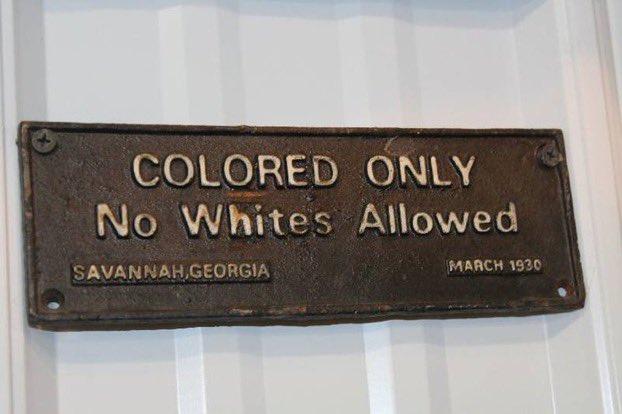 COLORED ONLY
No Whites Allowed
SAVANNAH,GEORGIA MARCH 1930